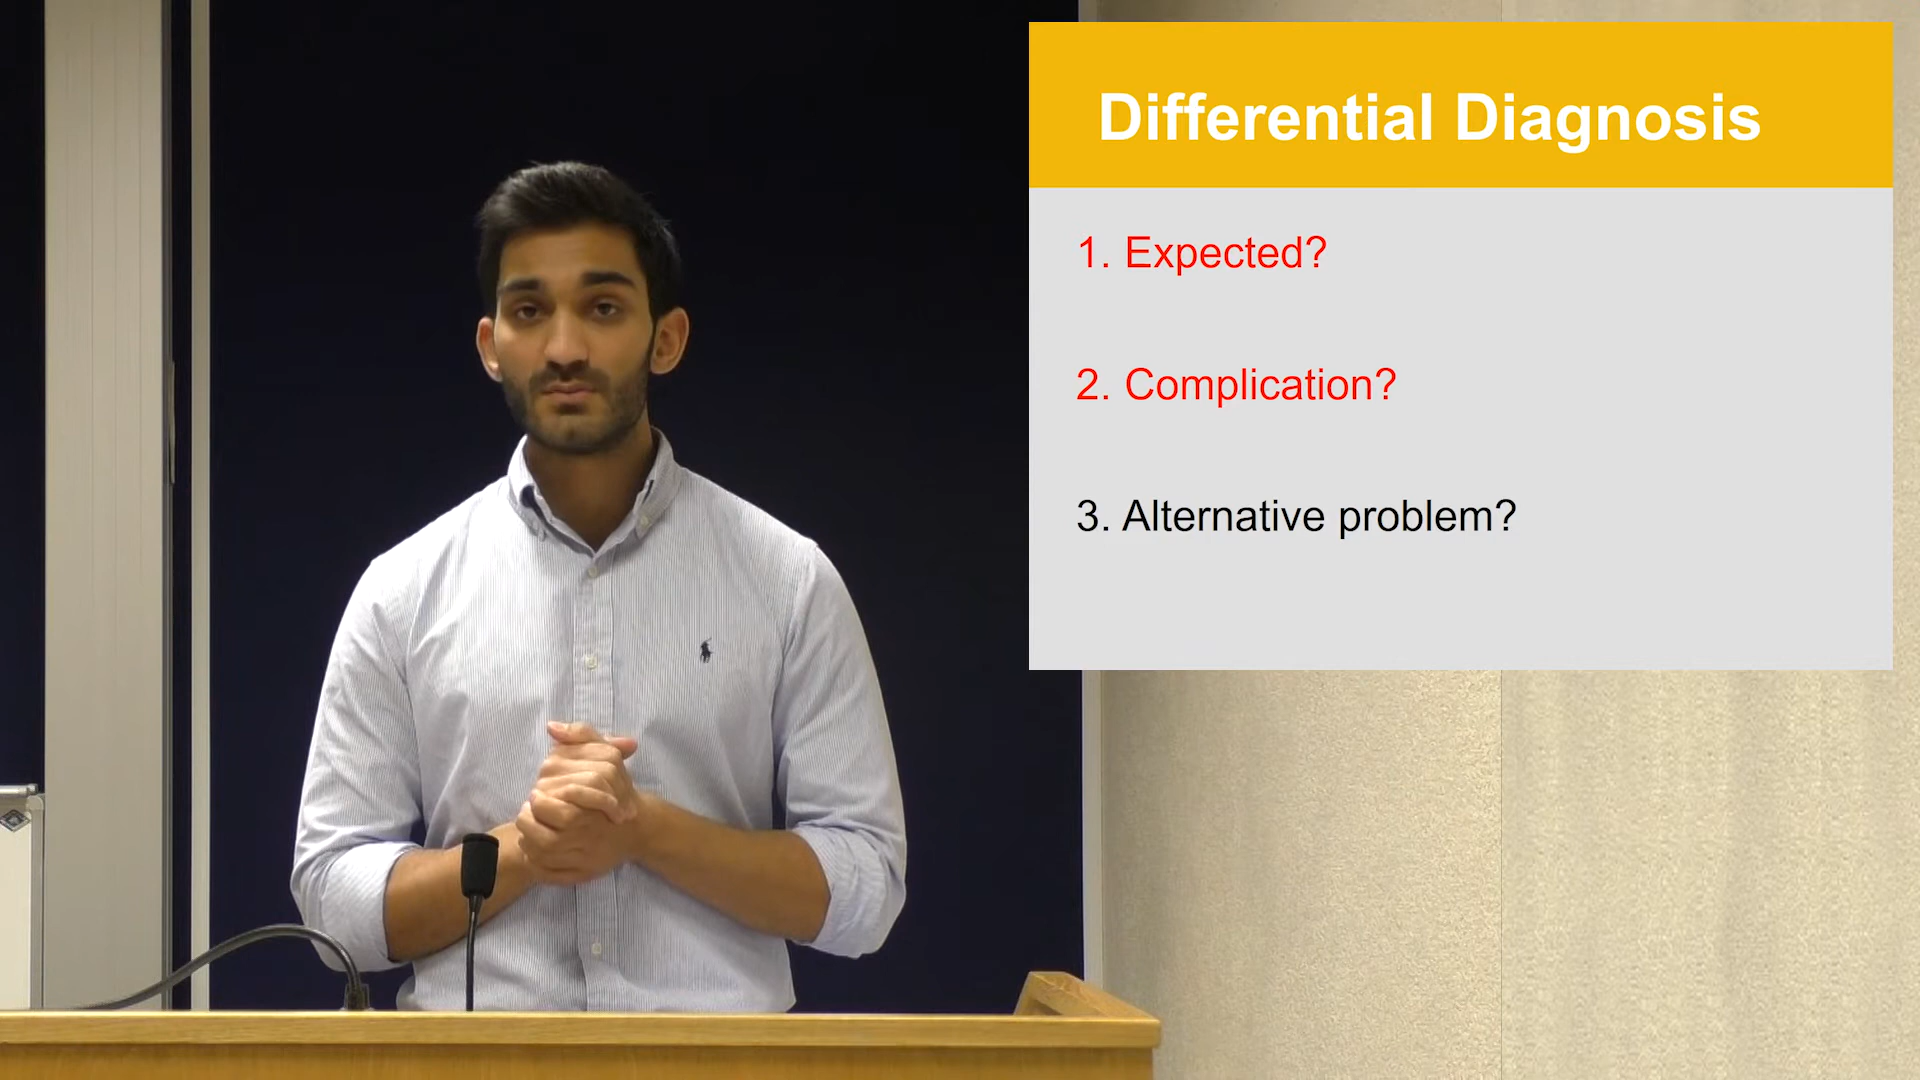 Differential Diagnosis
1. Expected?
2. Complication?
3. Alternative problem?